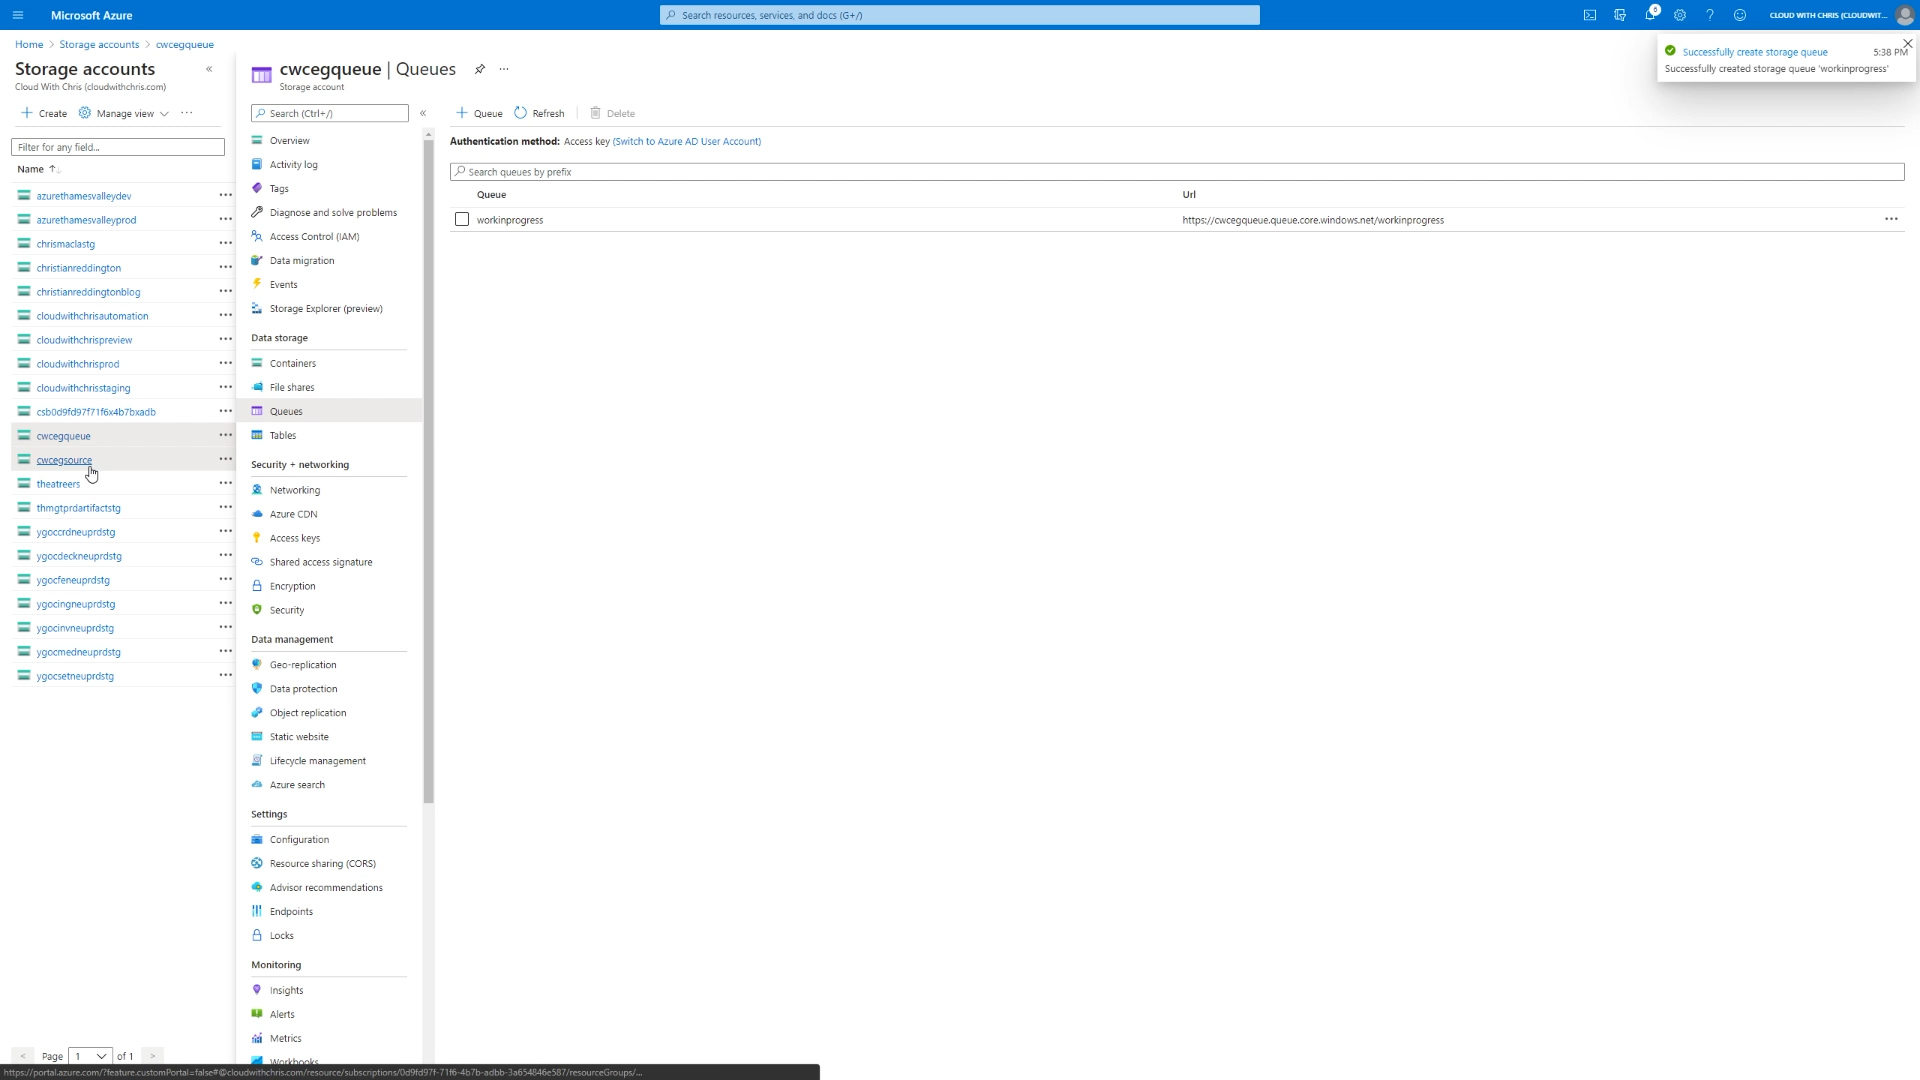 Microsoft Azure
Search resources, services, and docs (G+/)
6
CLOUD WITH CHRIS (CLOUDWIT...
Home > Storage accounts > cwcegqueue
Successfully create storage queue
5:38 PM
Successfully created storage queue 'workinprogress'
Storage accounts
Cloud With Chris (cloudwithchris.com)
+ Create
Manage view
...
Filter for any field...
Name
azurethamesvalleydev
azurethamesvalleyprod
chrismaclastg
christianreddington
christianreddingtonblog
cloudwithchrisautomation
cloudwithchrispreview
cloudwithchrisprod
cloudwithchrisstaging
csb0d9fd97f71f6x4b7bxadb
cwcegqueue
cwcegsource
theatreers
thmgtprdartifactstg
ygoccrdneuprdstg
ygocdeckneuprdstg
ygocfeneuprdstg
ygocingneuprdstg
ygocinvneuprdstg
ygocmedneuprdstg
ygocsetneuprdstg
< Page 1 of 1 >
cwcegqueue | Queues
Storage account
Search (Ctrl+/)
Overview
Activity log
Tags
Diagnose and solve problems
Access Control (IAM)
Data migration
Events
Storage Explorer (preview)
Data storage
Containers
File shares
Queues
Tables
Security + networking
Networking
Azure CDN
Access keys
Shared access signature
Encryption
Security
Data management
Geo-replication
Data protection
Object replication
Static website
Lifecycle management
Azure search
Settings
Configuration
Resource sharing (CORS)
Advisor recommendations
Endpoints
Locks
Monitoring
Insights
Alerts
Metrics
Workbooks
+ Queue
Refresh
Delete
Authentication method: Access key (Switch to Azure AD User Account)
Search queues by prefix
Queue
Url
workinprogress
https://cwcegqueue.queue.core.windows.net/workinprogress
https://portal.azure.com/?feature.customPortal=false#@cloudwithchris.com/resource/subscriptions/0d9fd97f-71f6-4b7b-adbb-3a654846e587/resourceGroups/...